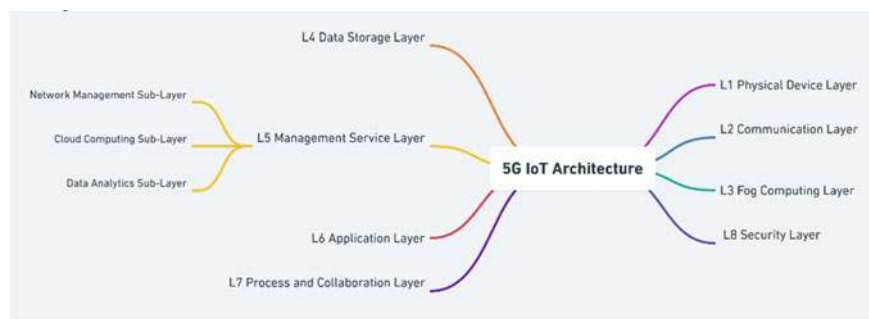 L4 Data Storage Layer
Network Management Sub-Layer
Cloud Computing Sub-Layer
L5 Management Service Layer
Data Analytics Sub-Layer
L6 Application Layer
L7 Process and Collaboration Layer
5G IoT Architecture
L1 Physical Device Layer
L2 Communication Layer
L3 Fog Computing Layer
L8 Security Layer